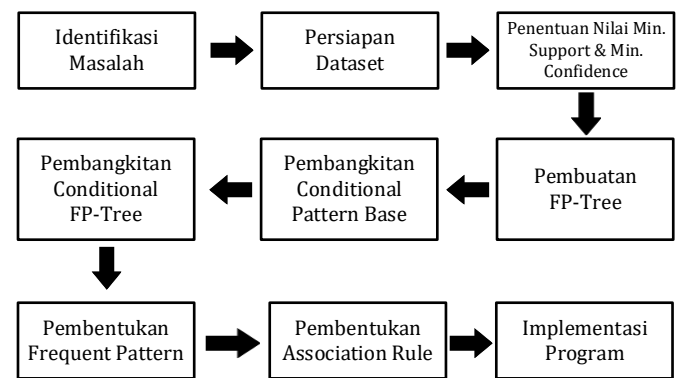 Identifikasi
Masalah
Persiapan
Dataset
Penentuan Nilai Min.
Support & Min.
Confidence
Pembuatan
FP-Tree
Pembangkitan
Conditional
Pattern Base
Pembangkitan
Conditional
FP-Tree
Pembentukan
Frequent Pattern
Pembentukan
Association Rule
Implementasi
Program